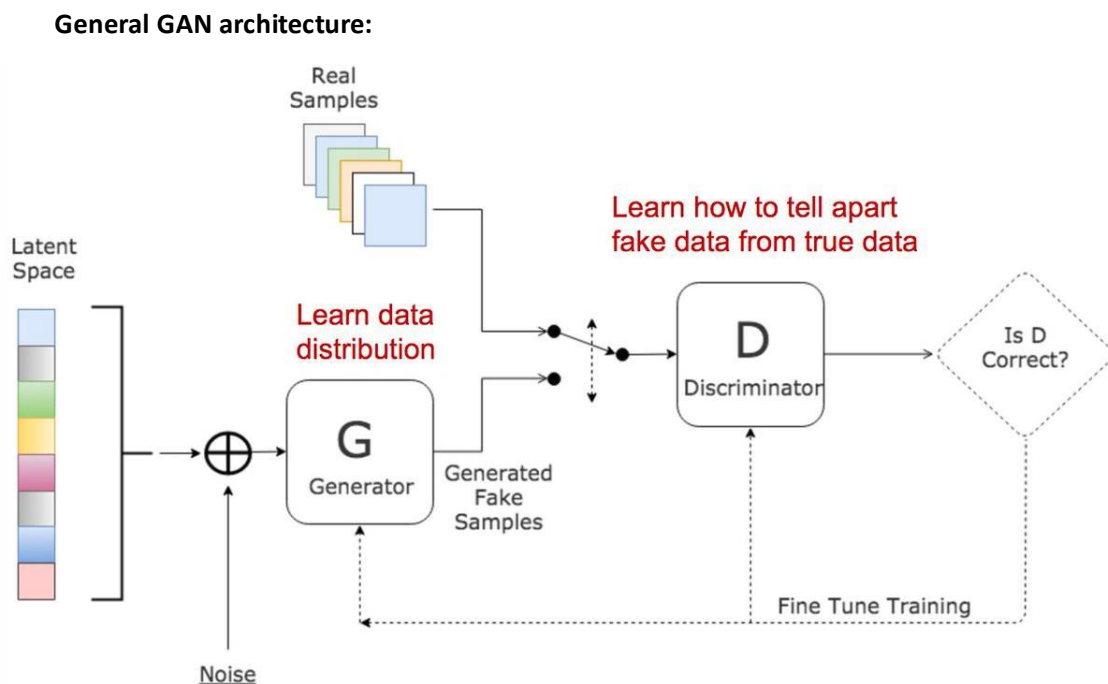 General GAN architecture:
Real
Samples
Learn how to tell apart
fake data from true data
Latent
Space
Learn data
distribution
Is D
Correct?
D
Discriminator
G
Generator
Generated
Fake
Samples
Fine Tune Training
Noise